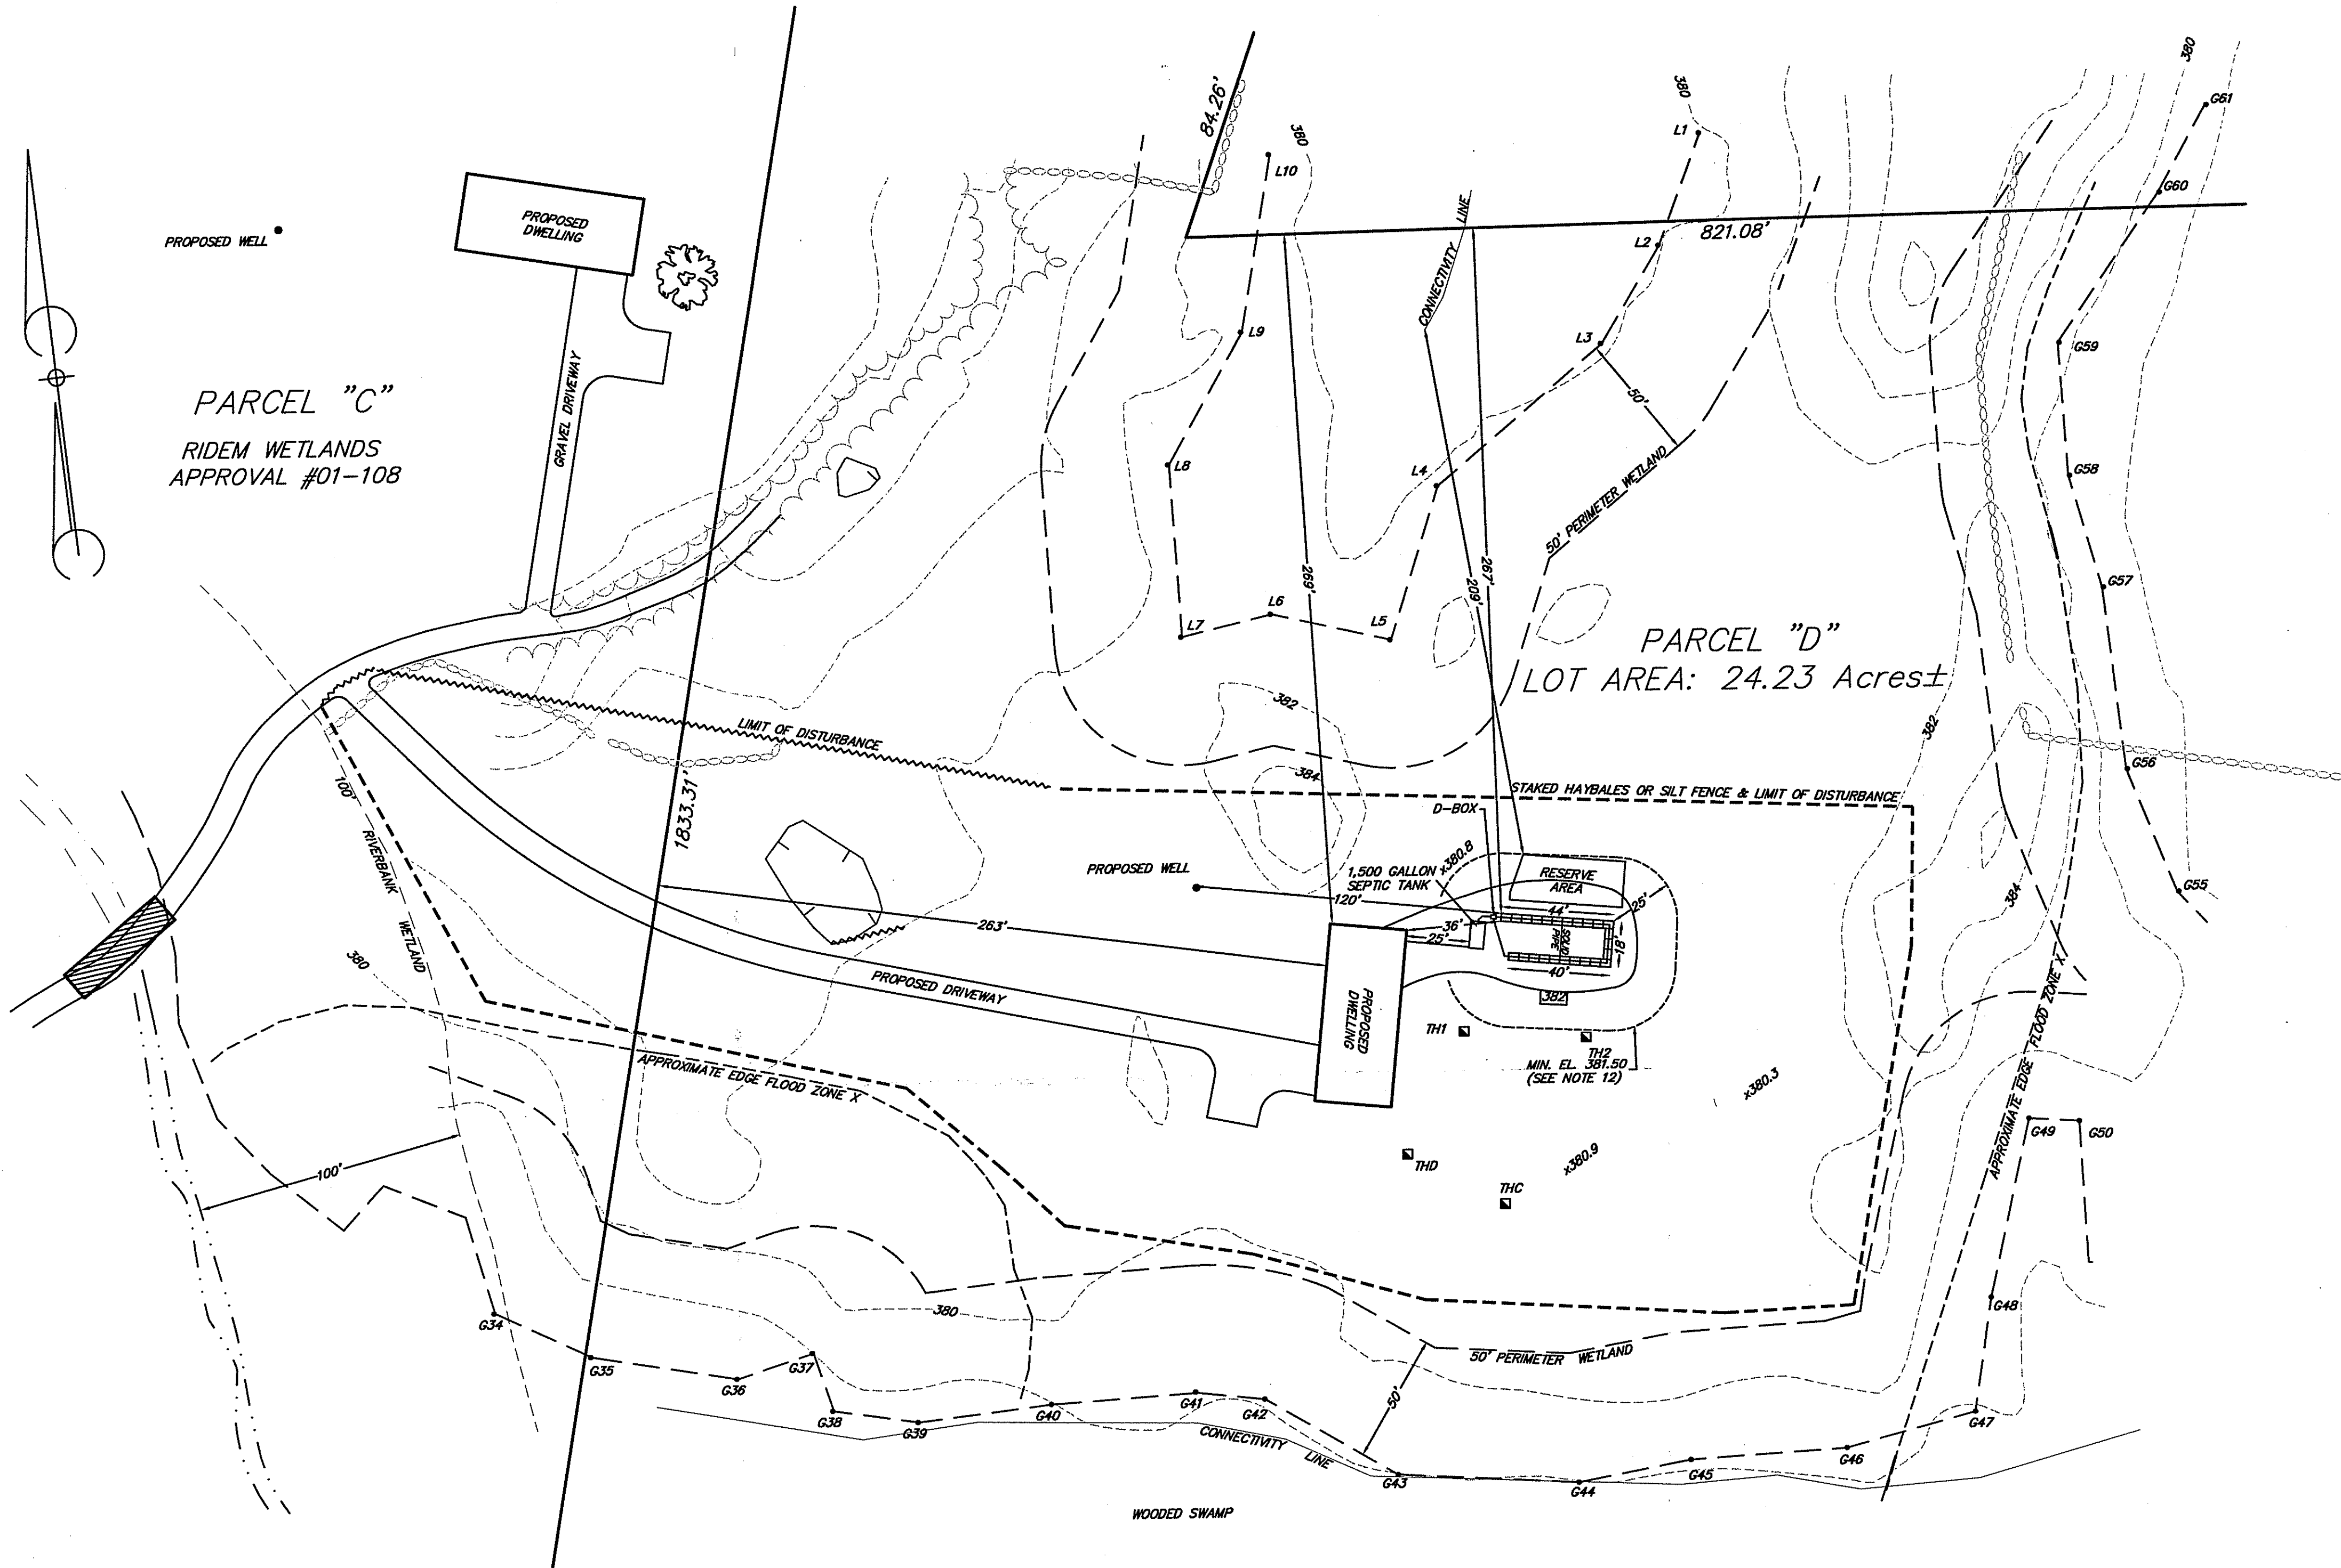 380
84.26'
380
380
G61
L1
L10
G60
PROPOSED
DWELLING
PROPOSED WELL
CONNECTIVITY LINE
L2
821.08'
L9
L3
G59
GRAVEL DRIVEWAY
PARCEL "C"
RIDEM WETLANDS
APPROVAL #01-108
50'
L8
L4
50' PERIMETER WETLAND
G58
269'
209'
267'
G57
L6
L7
L5
PARCEL "D"
LOT AREA: 24.23 Acres±
382
LIMIT OF DISTURBANCE
382
100'
384
G56
STAKED HAYBALES OR SILT FENCE & LIMIT OF DISTURBANCE
D-BOX
1833.31'
RIVERBANK WETLAND
PROPOSED WELL
1,500 GALLON
SEPTIC TANK
x380.8
RESERVE
AREA
384
G55
120'
44'
25'
36'
25'
263'
SOLID
PIPE
18'
40'
380
PROPOSED DRIVEWAY
382
PROPOSED
DWELLING
TH1
TH2
MIN. EL. 381.50
(SEE NOTE 12)
APPROXIMATE EDGE FLOOD ZONE X
x380.3
APPROXIMATE EDGE FLOOD ZONE X
G49
G50
100'
THD
x380.9
THC
G48
380
G34
G35
G36
G37
50' PERIMETER WETLAND
50'
G38
G39
G40
G41
G42
CONNECTIVITY
LINE
G43
G44
G45
G46
G47
WOODED SWAMP